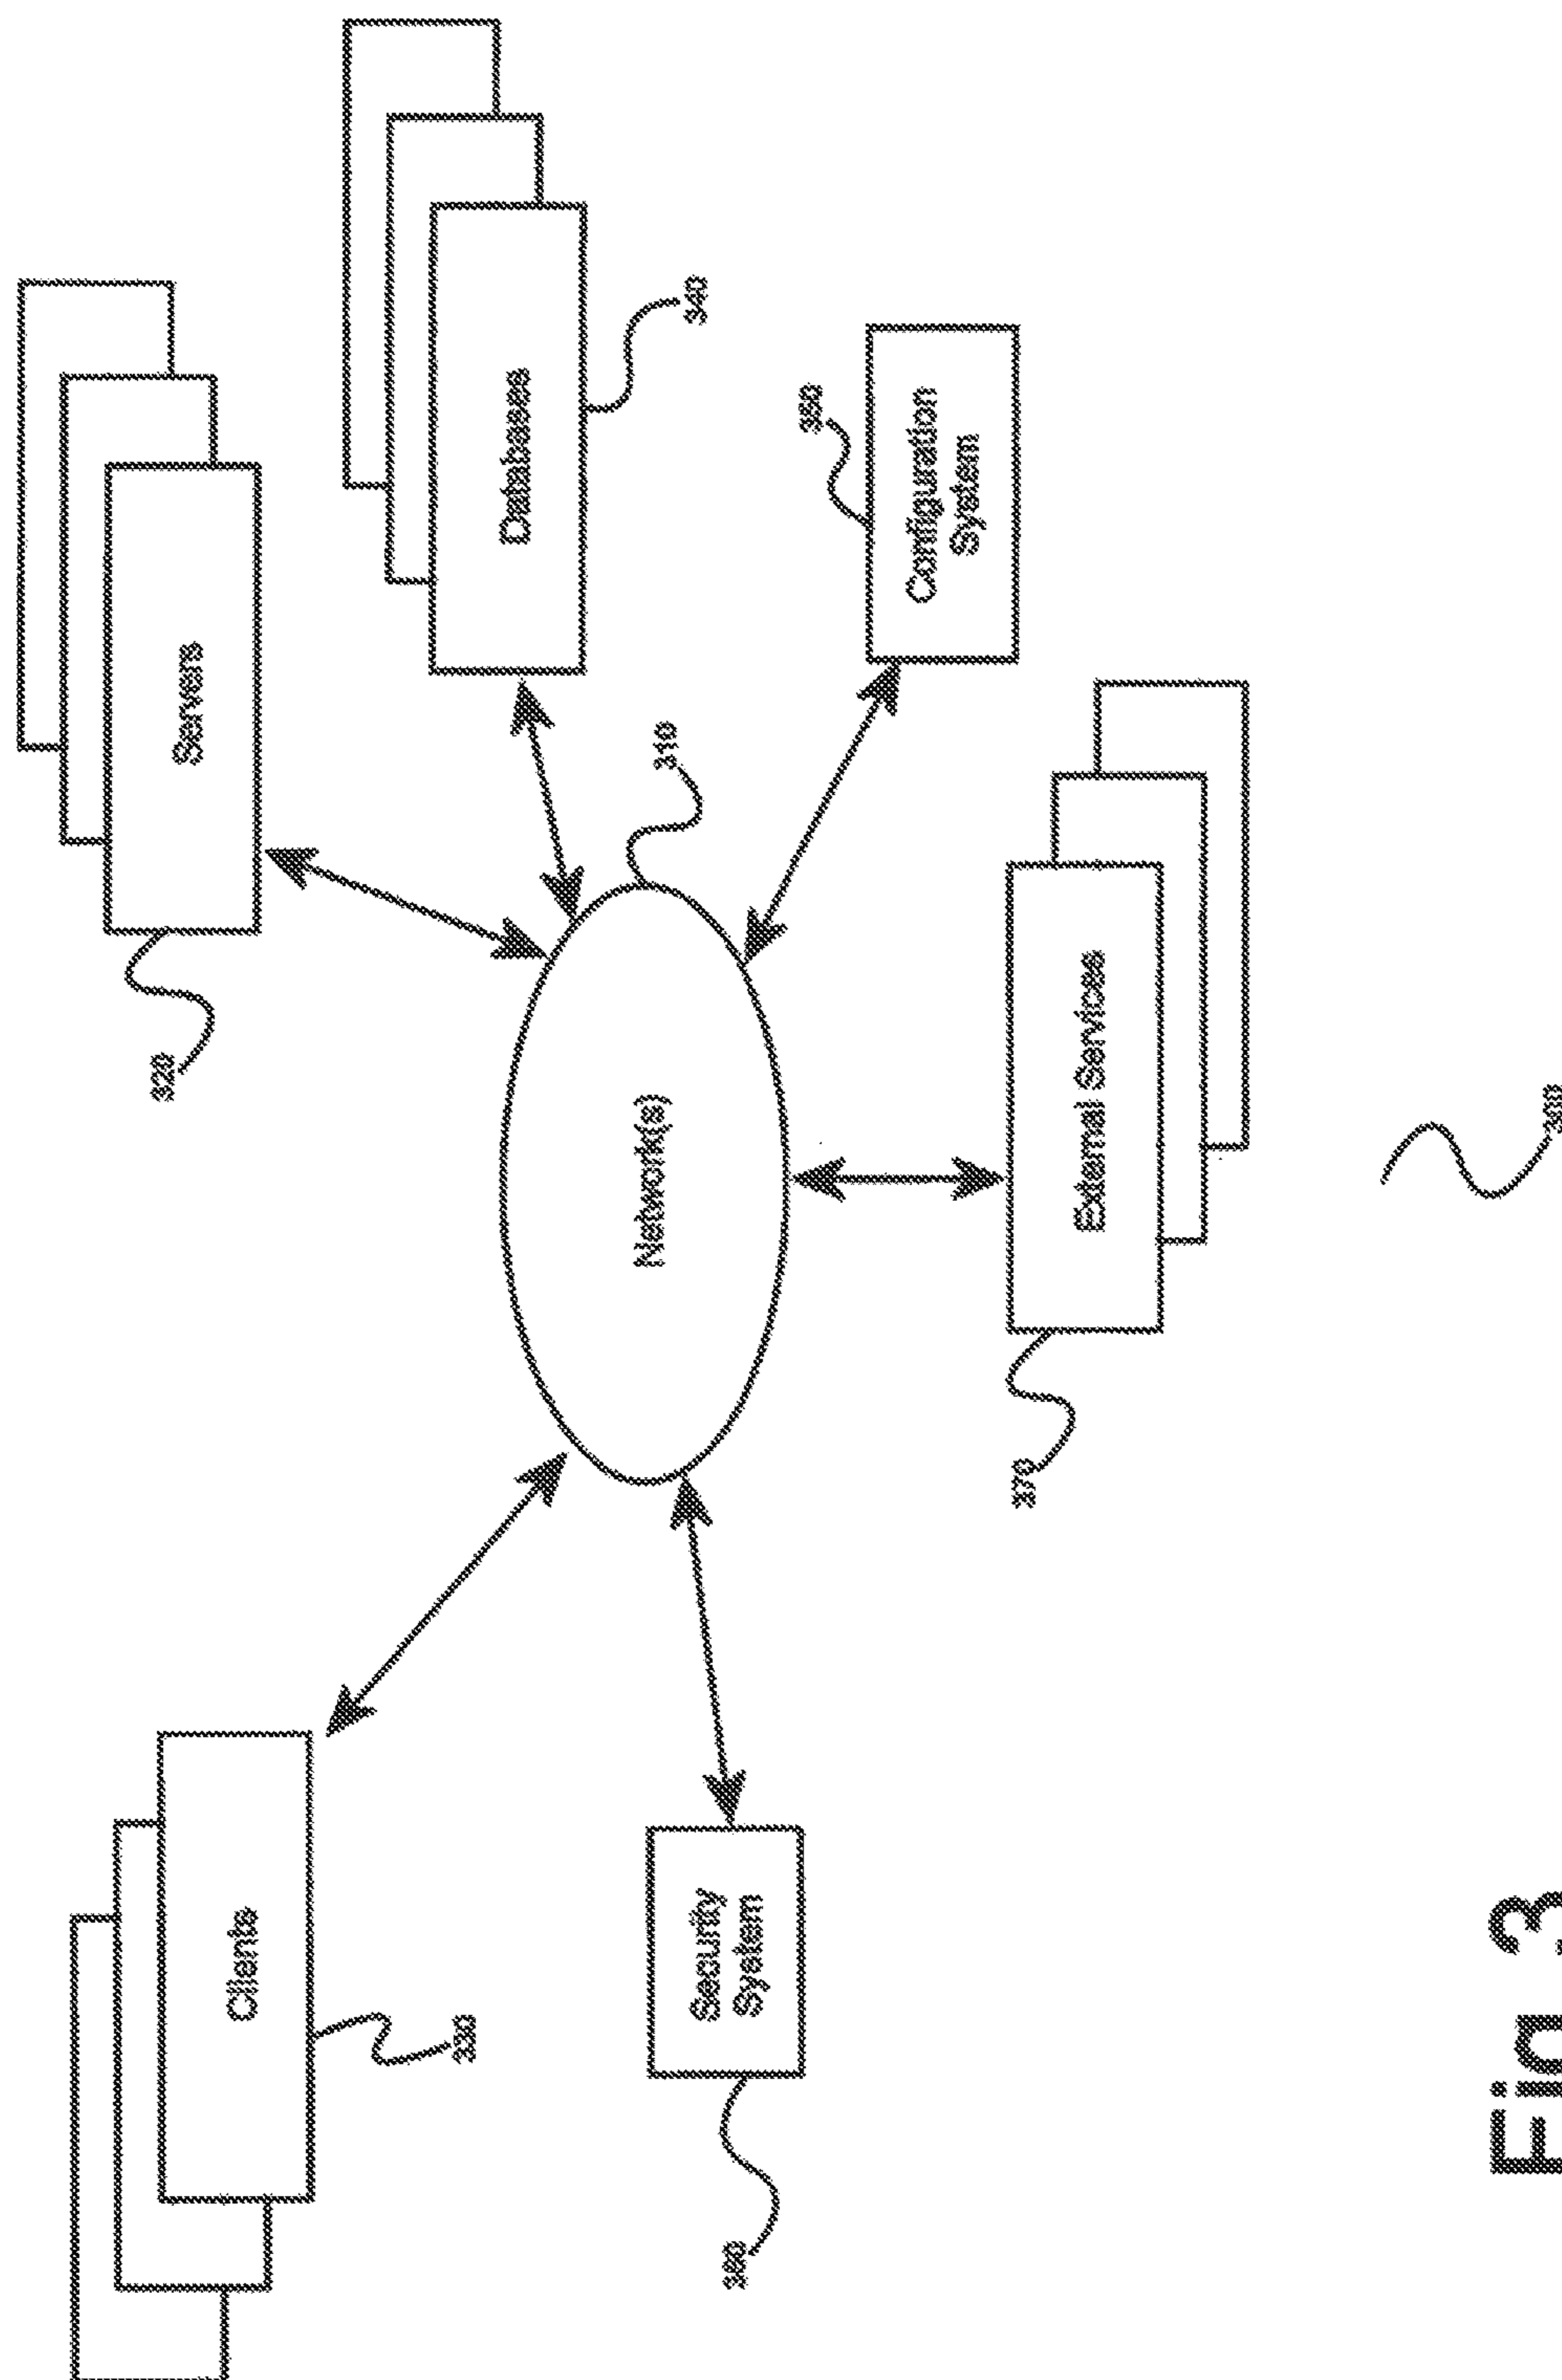 320
Servers
Clients
330
Databases
Network(s)
310
340
Security
System
360
350
Configuration
System
370
External Services
300
Fig. 3